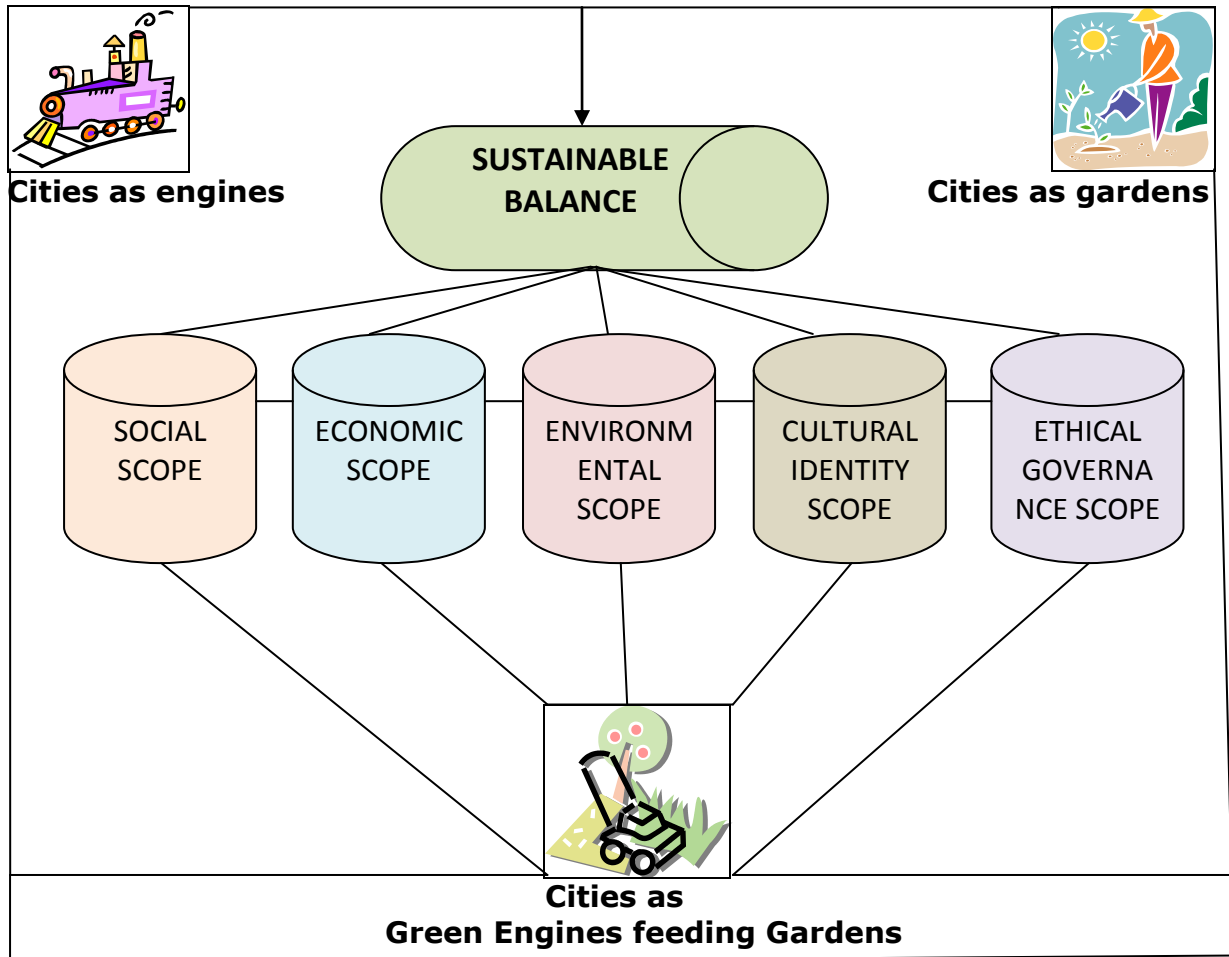 Cities as engines
SUSTAINABLE
BALANCE
Cities as gardens
SOCIAL
SCOPE
ECONOMIC
SCOPE
ENVIRONM
ENTAL
SCOPE
CULTURAL
IDENTITY
SCOPE
ETHICAL
GOVERNA
NCE SCOPE
Cities as
Green Engines feeding Gardens